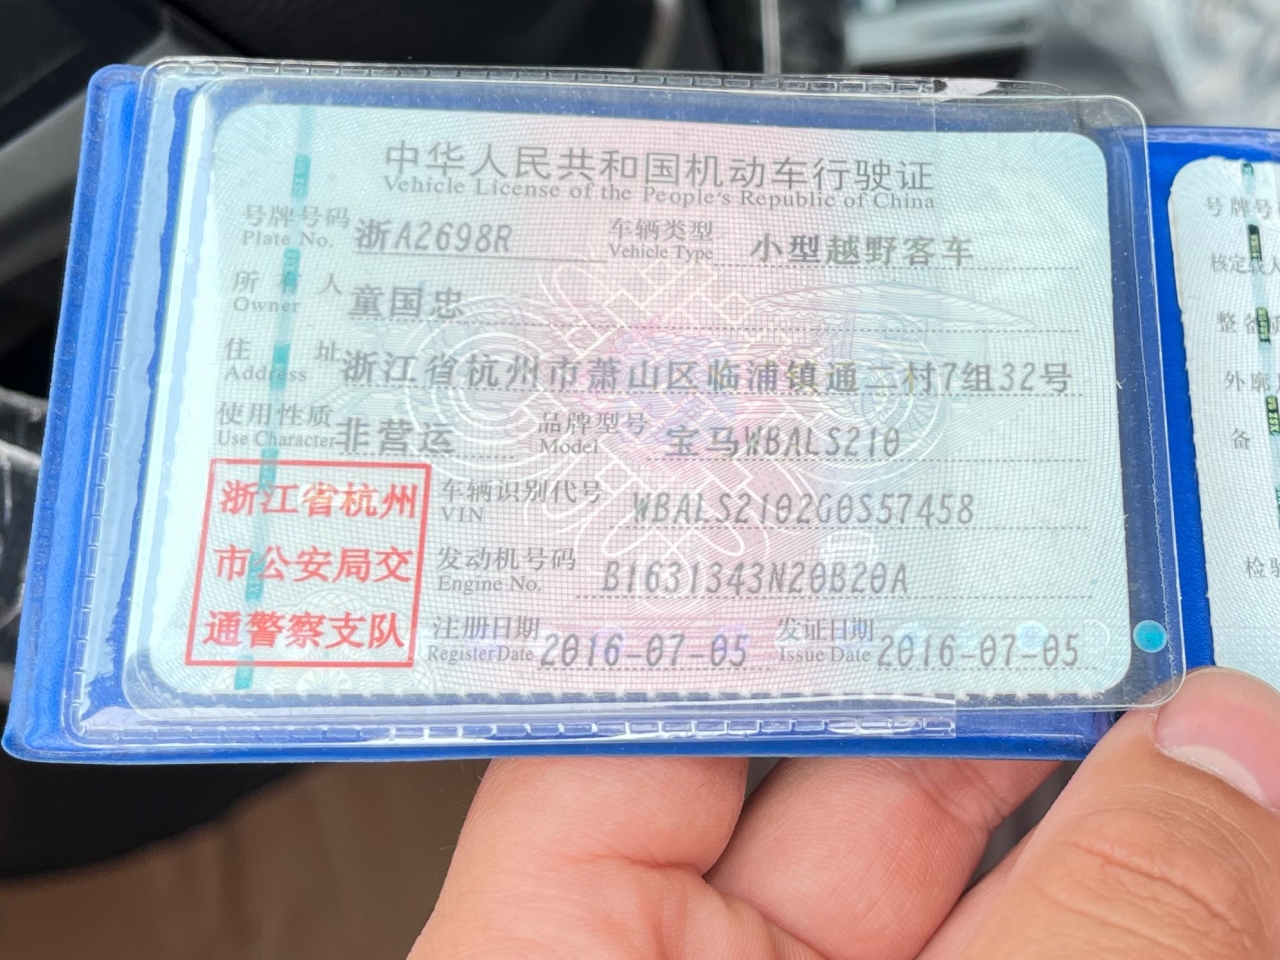 中华人民共和国机动车行驶证
Vehicle License of the People's Republic of China
号牌号码 浙A2698R 车辆类型 小型越野客车
Plate No. Vehicle Type
所有人 童国忠
Owner
住址 浙江省杭州市萧山区临浦镇通二村7组32号
Address
使用性质 非营运 品牌型号 宝马WBALS210
Use Character Model
浙江省杭州
市公安局交
通警察支队
车辆识别代号 WBALS2102G0S57458
VIN
发动机号码 B1631343N20B20A
Engine No.
注册日期 2016-07-05 发证日期 2016-07-05
Register Date Issue Date
号牌号
核定载人
整备
外廓
备
检验